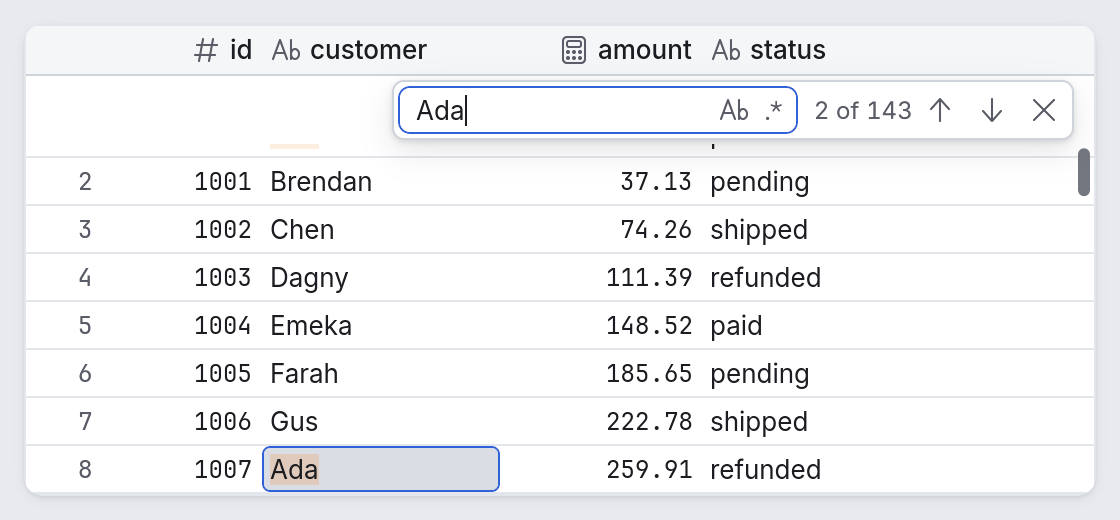 # id Ab customer amount Ab status
Ada Ab .* 2 of 143
2 1001 Brendan 37.13 pending
3 1002 Chen 74.26 shipped
4 1003 Dagny 111.39 refunded
5 1004 Emeka 148.52 paid
6 1005 Farah 185.65 pending
7 1006 Gus 222.78 shipped
8 1007 Ada 259.91 refunded